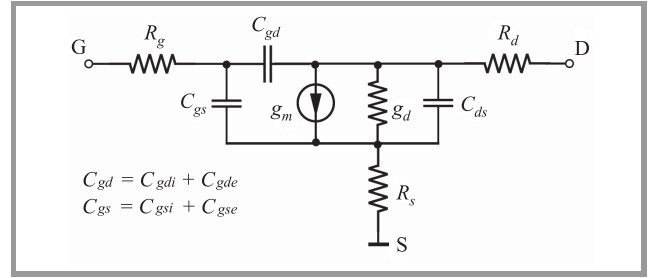 C_gd
R_g
R_d
G
D
C_gs
g_m
g_d
C_ds
C_gd = C_gdi + C_gde
C_gs = C_gsi + C_gse
R_s
S